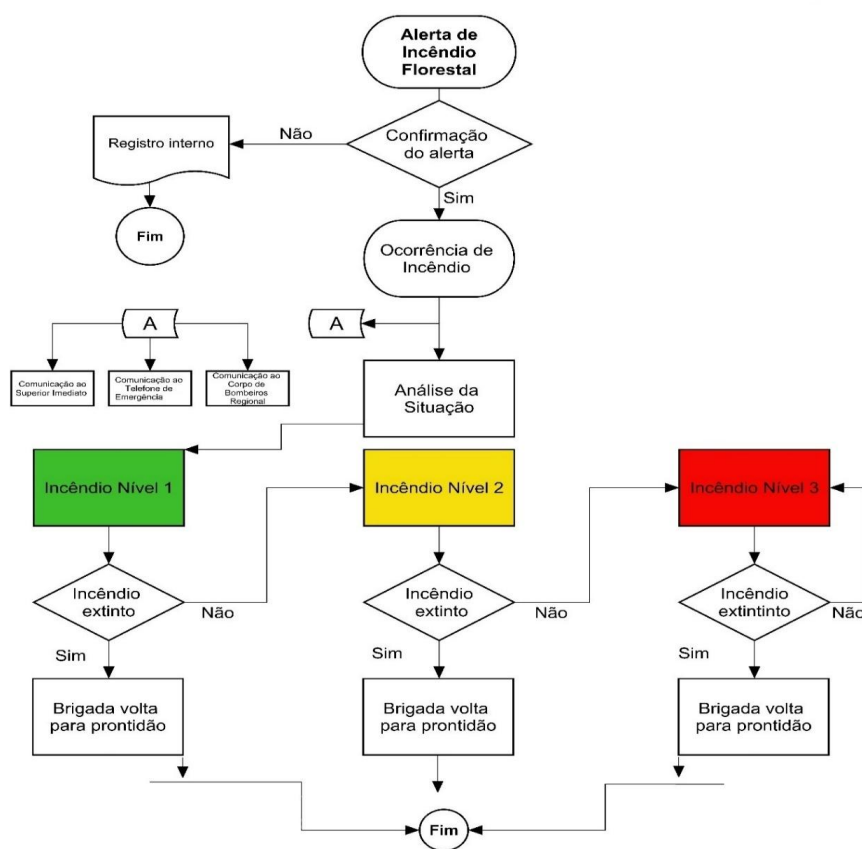 Alerta de
Incêndio
Florestal
Confirmação
do alerta
Não
Registro interno
Fim
Sim
Ocorrência de
Incêndio
A
A
Comunicação ao
Superior Imediato
Comunicação ao
Telefone de
Emergência
Comunicação ao
Corpo de
Bombeiros
Regional
Análise da
Situação
Incêndio Nível 1
Incêndio Nível 2
Incêndio Nível 3
Incêndio
extinto
Não
Incêndio
extinto
Não
Incêndio
extintinto
Não
Sim
Sim
Sim
Brigada volta
para prontidão
Brigada volta
para prontidão
Brigada volta
para prontidão
Fim